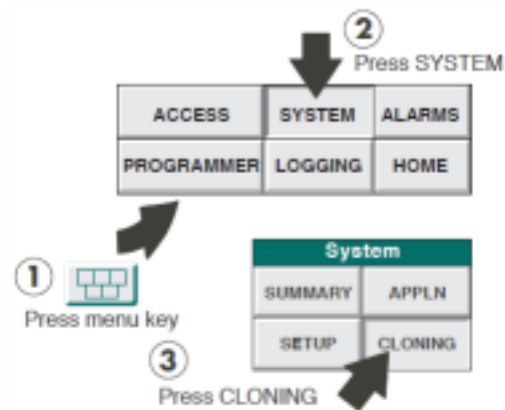 2
Press SYSTEM
ACCESS SYSTEM ALARMS
PROGRAMMER LOGGING HOME
1
Press menu key
System
SUMMARY APPLN
SETUP CLONING
3
Press CLONING